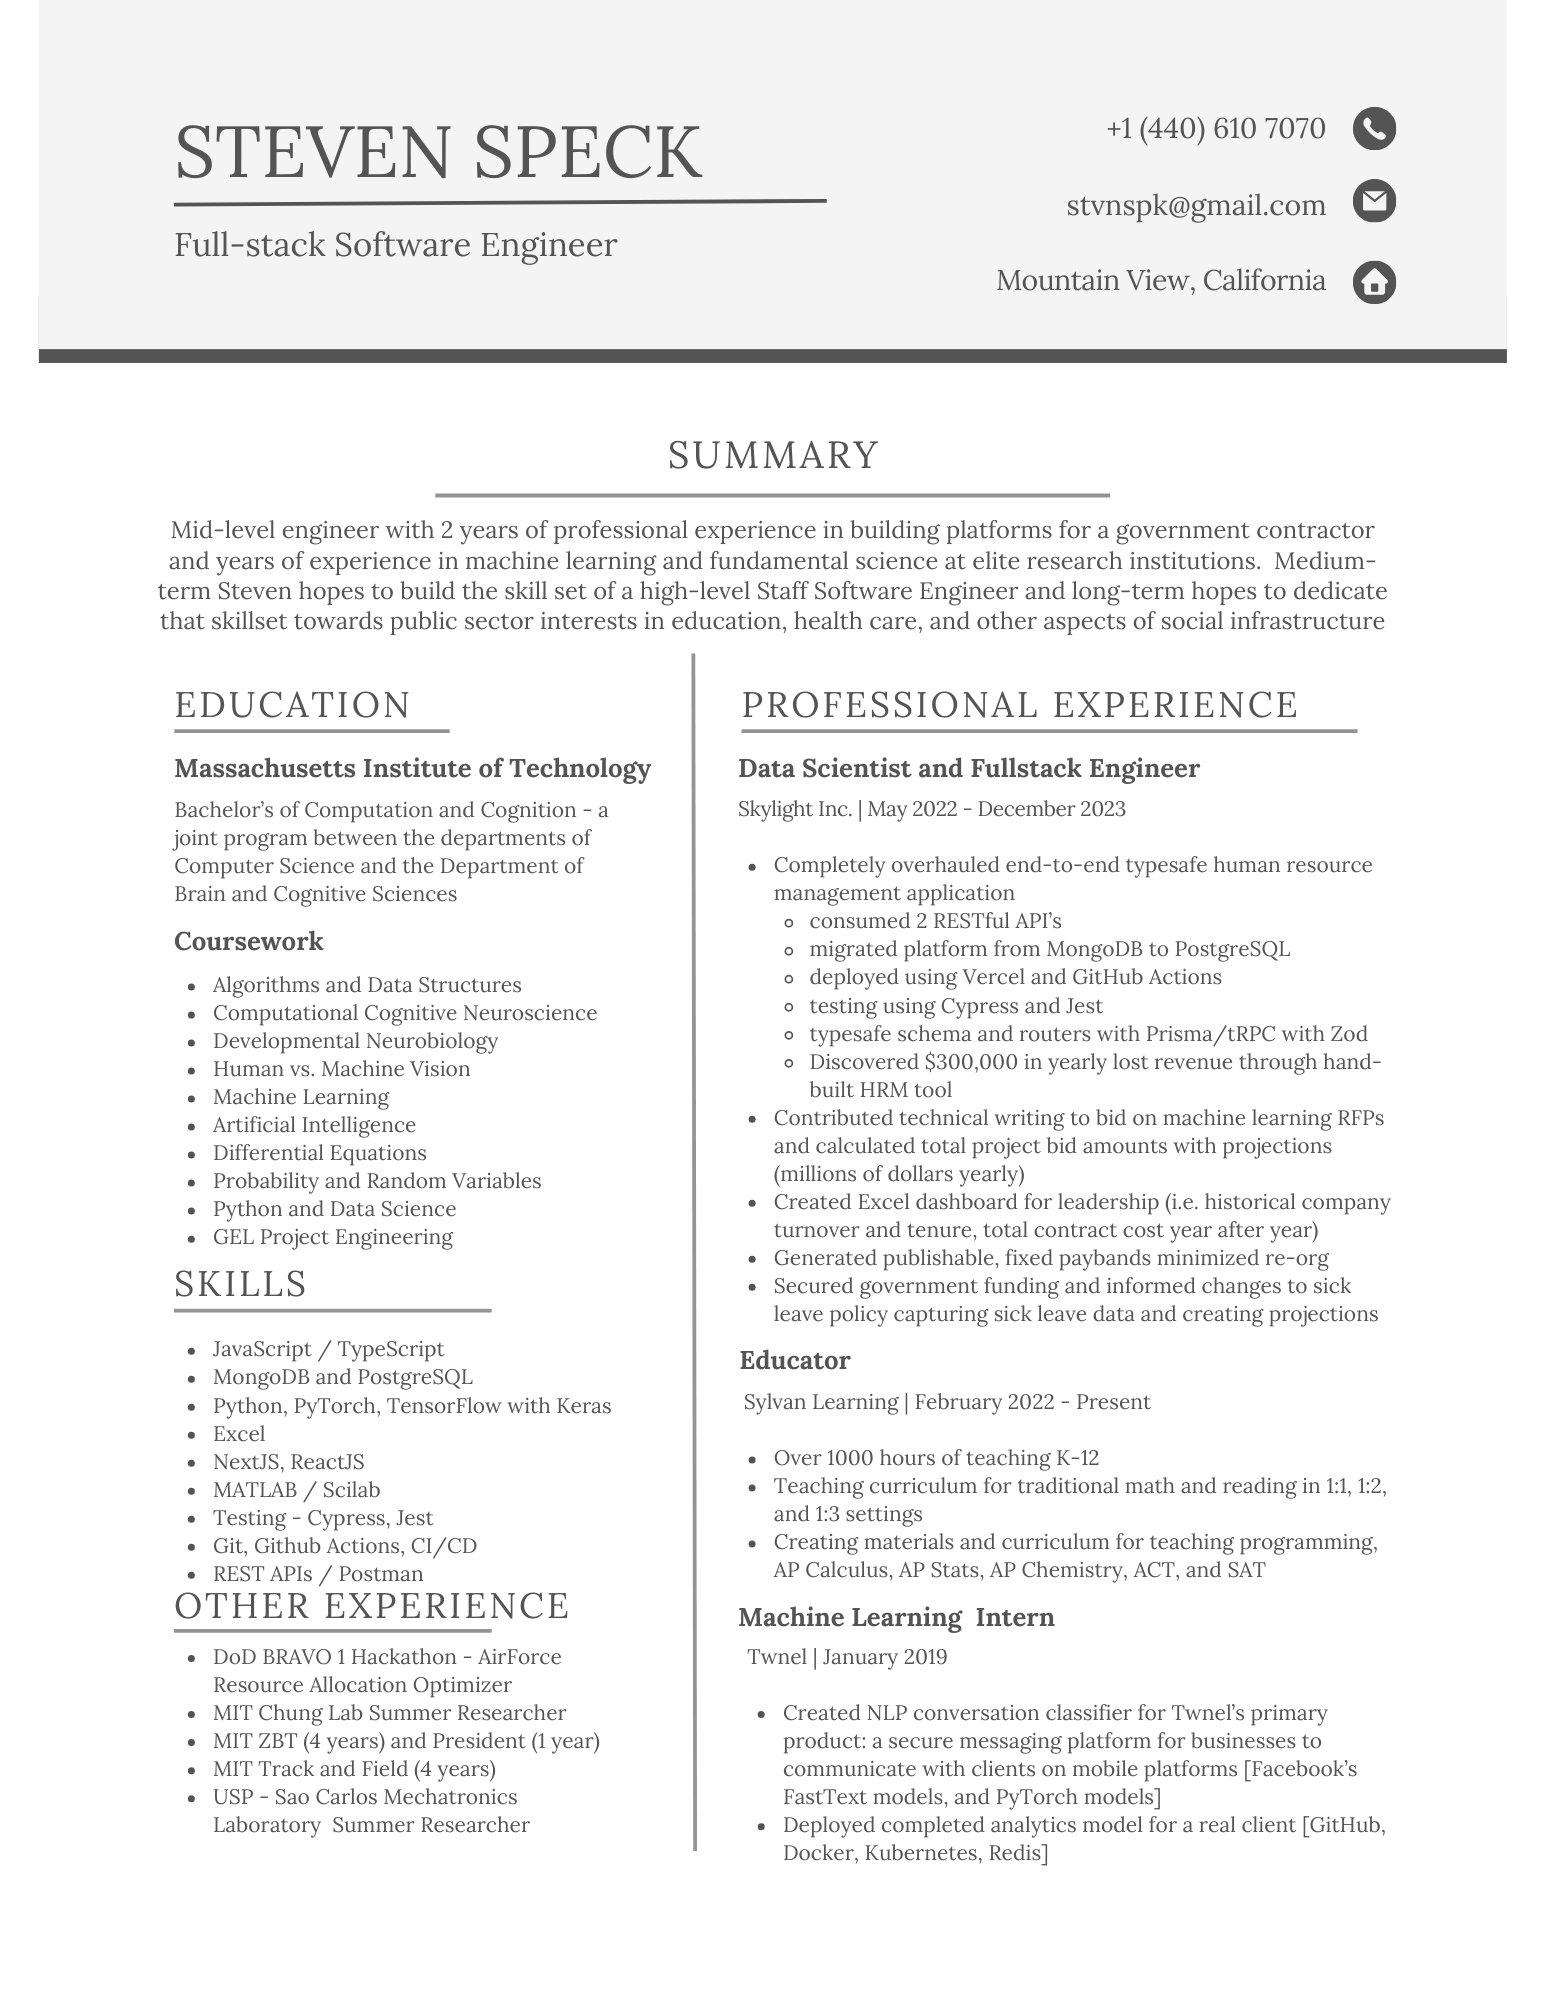 STEVEN SPECK
Full-stack Software Engineer
+1 (440) 610 7070
stvnspk@gmail.com
Mountain View, California
SUMMARY
Mid-level engineer with 2 years of professional experience in building platforms for a government contractor
and years of experience in machine learning and fundamental science at elite research institutions.  Medium-
term Steven hopes to build the skill set of a high-level Staff Software Engineer and long-term hopes to dedicate
that skillset towards public sector interests in education, health care, and other aspects of social infrastructure
EDUCATION
Massachusetts Institute of Technology
Bachelor’s of Computation and Cognition - a
joint program between the departments of
Computer Science and the Department of
Brain and Cognitive Sciences
Coursework
• Algorithms and Data Structures
• Computational Cognitive Neuroscience
• Developmental Neurobiology
• Human vs. Machine Vision
• Machine Learning
• Artificial Intelligence
• Differential Equations
• Probability and Random Variables
• Python and Data Science
• GEL Project Engineering
SKILLS
• JavaScript / TypeScript
• MongoDB and PostgreSQL
• Python, PyTorch, TensorFlow with Keras
• Excel
• NextJS, ReactJS
• MATLAB / Scilab
• Testing - Cypress, Jest
• Git, Github Actions, CI/CD
• REST APIs / Postman
OTHER EXPERIENCE
• DoD BRAVO 1 Hackathon - AirForce
Resource Allocation Optimizer
• MIT Chung Lab Summer Researcher
• MIT ZBT (4 years) and President (1 year)
• MIT Track and Field (4 years)
• USP - Sao Carlos Mechatronics
Laboratory  Summer Researcher
PROFESSIONAL EXPERIENCE
Data Scientist and Fullstack Engineer
Skylight Inc. | May 2022 - December 2023
• Completely overhauled end-to-end typesafe human resource
management application
◦ consumed 2 RESTful API’s
◦ migrated platform from MongoDB to PostgreSQL
◦ deployed using Vercel and GitHub Actions
◦ testing using Cypress and Jest
◦ typesafe schema and routers with Prisma/tRPC with Zod
◦ Discovered $300,000 in yearly lost revenue through hand-
built HRM tool
• Contributed technical writing to bid on machine learning RFPs
and calculated total project bid amounts with projections
(millions of dollars yearly)
• Created Excel dashboard for leadership (i.e. historical company
turnover and tenure, total contract cost year after year)
• Generated publishable, fixed paybands minimized re-org
• Secured government funding and informed changes to sick
leave policy capturing sick leave data and creating projections
Educator
Sylvan Learning | February 2022 - Present
• Over 1000 hours of teaching K-12
• Teaching curriculum for traditional math and reading in 1:1, 1:2,
and 1:3 settings
• Creating materials and curriculum for teaching programming,
AP Calculus, AP Stats, AP Chemistry, ACT, and SAT
Machine Learning  Intern
Twnel | January 2019
• Created NLP conversation classifier for Twnel’s primary
product: a secure messaging platform for businesses to
communicate with clients on mobile platforms [Facebook’s
FastText models, and PyTorch models]
• Deployed completed analytics model for a real client [GitHub,
Docker, Kubernetes, Redis]